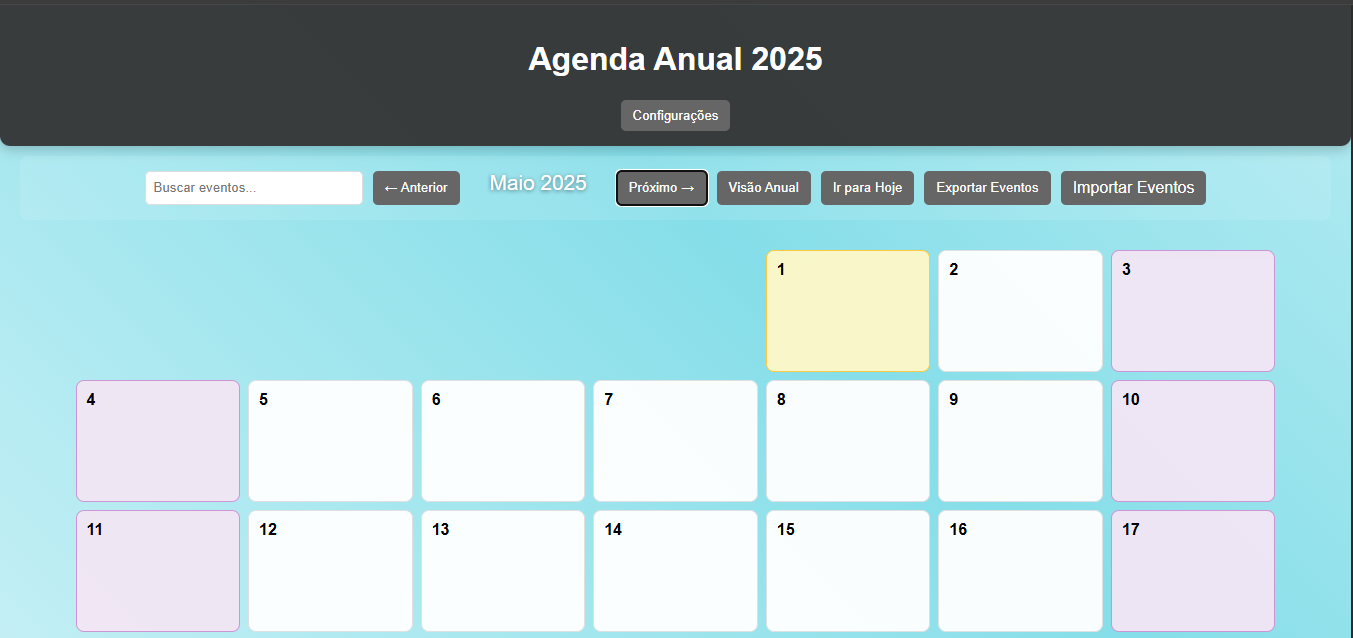 Agenda Anual 2025
Configurações
Buscar eventos...
← Anterior
Maio 2025
Próximo →
Visão Anual
Ir para Hoje
Exportar Eventos
Importar Eventos
1
2
3
4
5
6
7
8
9
10
11
12
13
14
15
16
17